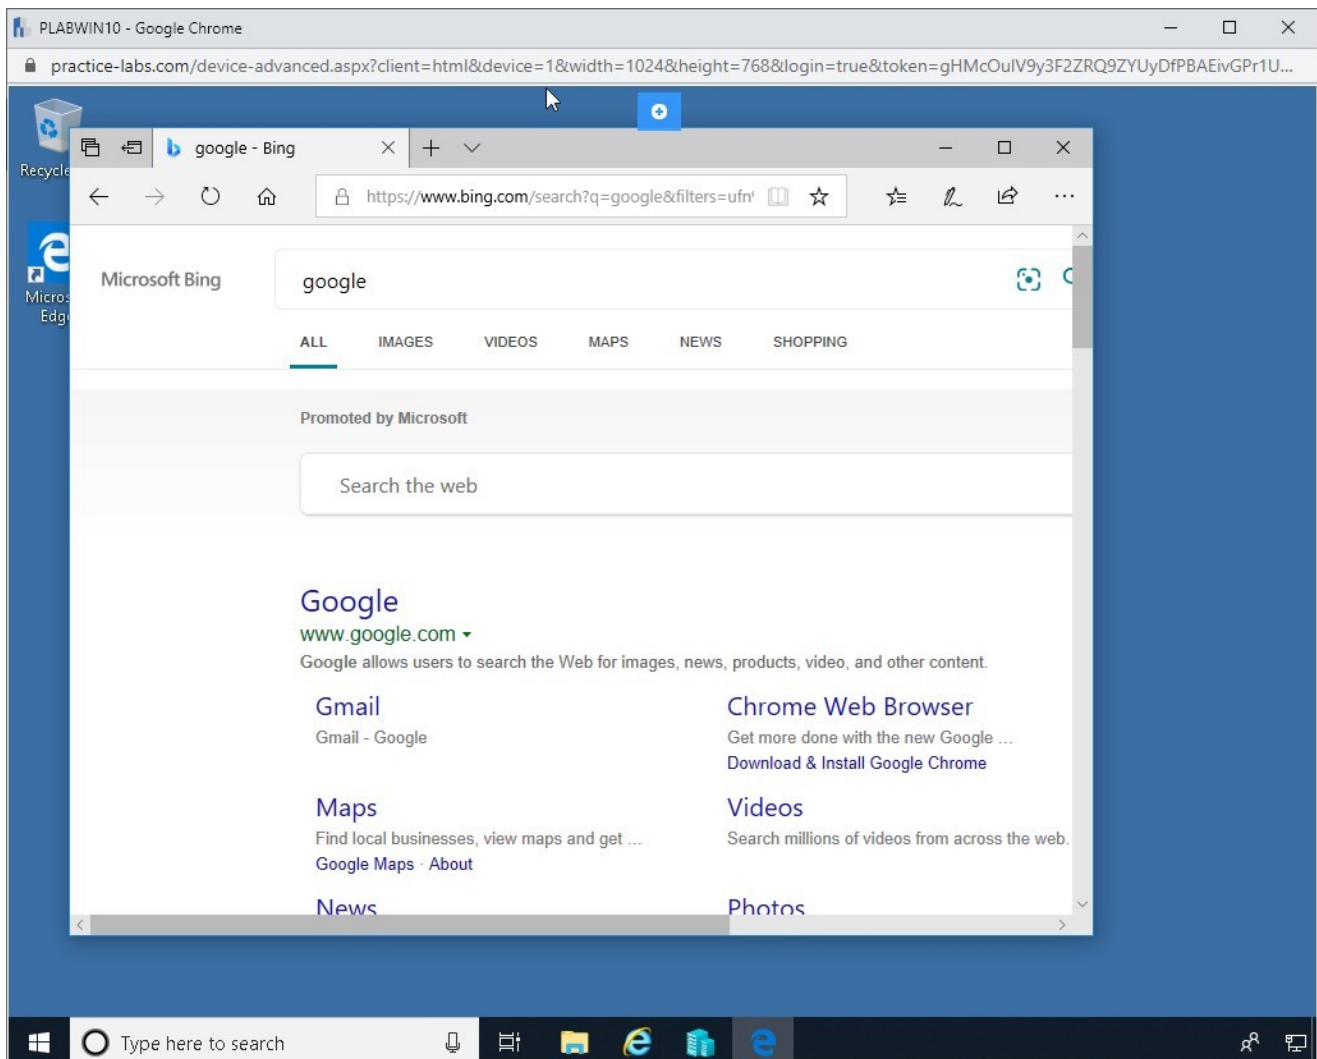 PLABWIN10 - Google Chrome
practice-labs.com/device-advanced.aspx?client=html&device=1&width=1024&height=768&login=true&token=gHMcOulV9y3F2ZRQ9ZYUyDfPBAEivGPr1U...
Recycle
google - Bing
https://www.bing.com/search?q=google&filters=ufn
Micros
Edge
Microsoft Bing
google
ALL IMAGES VIDEOS MAPS NEWS SHOPPING
Promoted by Microsoft
Search the web
Google
www.google.com
Google allows users to search the Web for images, news, products, video, and other content.
Gmail
Gmail - Google
Chrome Web Browser
Get more done with the new Google ...
Download & Install Google Chrome
Maps
Find local businesses, view maps and get ...
Google Maps · About
Videos
Search millions of videos from across the web.
News
Photos
Type here to search